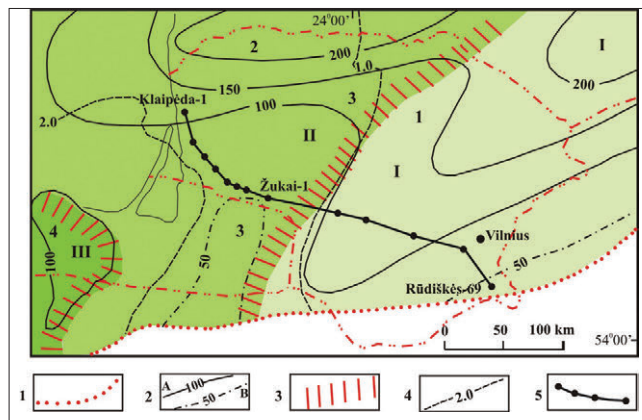 24°00'
2
200
I
1.0
150
200
Klaipėda-1
100
3
2.0
1
II
I
Žukai-1
4
50
3
Vilnius
III
100
50
Rūdiškės-69
0 50 100 km
54°00'
1
2 A 100 50 B
3
4 2.0
5